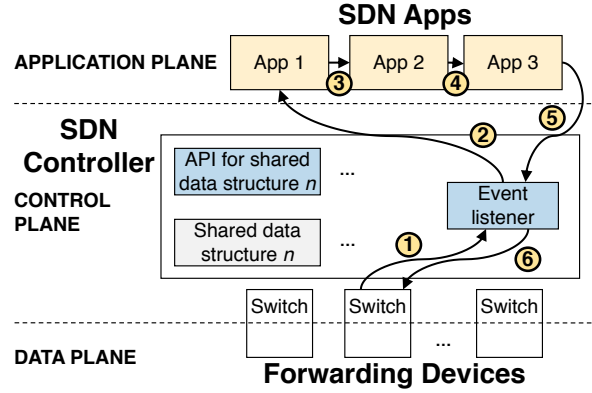 SDN Apps
APPLICATION PLANE
App 1
App 2
App 3
3
4
5
2
SDN
Controller
CONTROL
PLANE
API for shared
data structure n
...
Event
listener
Shared data
structure n
...
1
6
Switch
Switch
Switch
...
DATA PLANE
Forwarding Devices